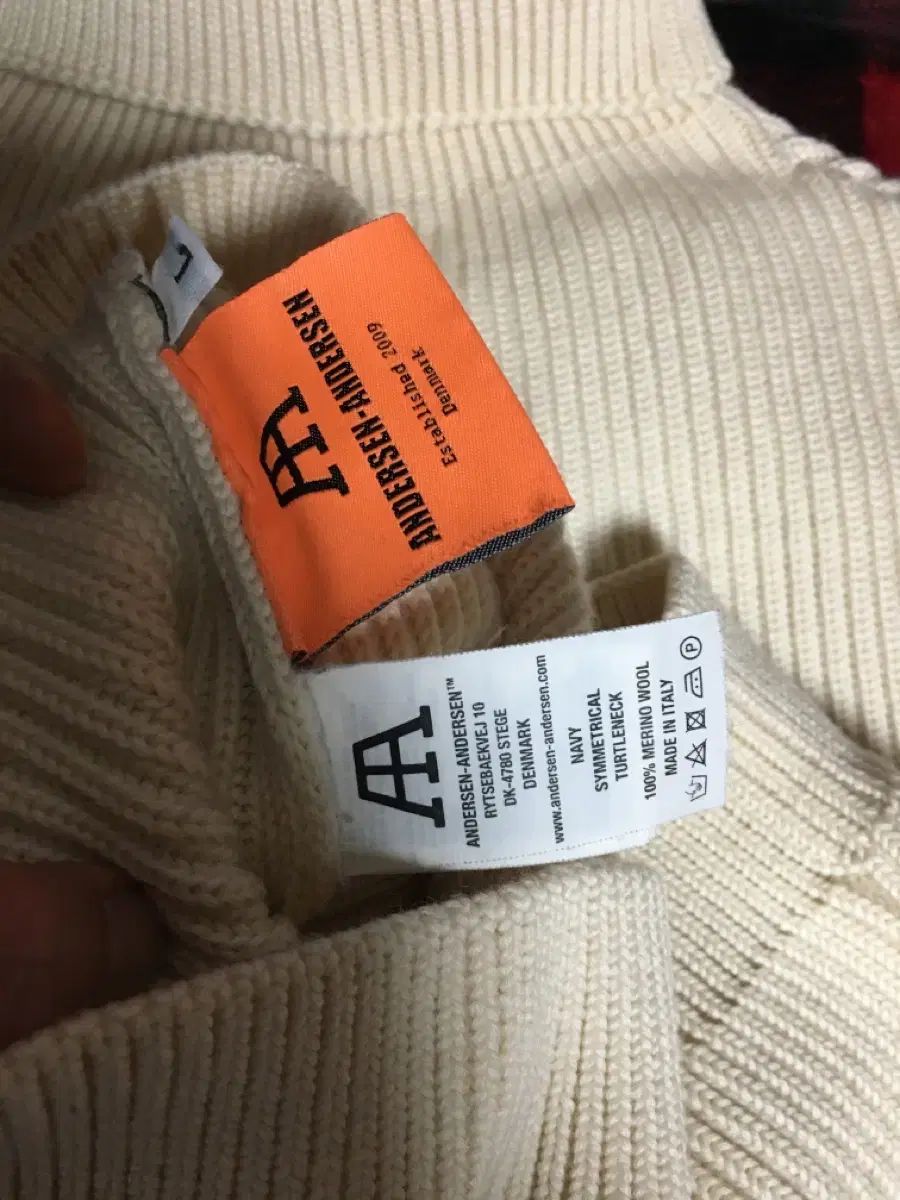 L
ANDERSEN-ANDERSEN
Established 2009
Denmark
ANDERSEN-ANDERSEN™
RYTSEBAEKVEJ 10
DK-4780 STEGE
DENMARK
www.andersen-andersen.com
NAVY
SYMMETRICAL
TURTLENECK
100% MERINO WOOL
MADE IN ITALY
P